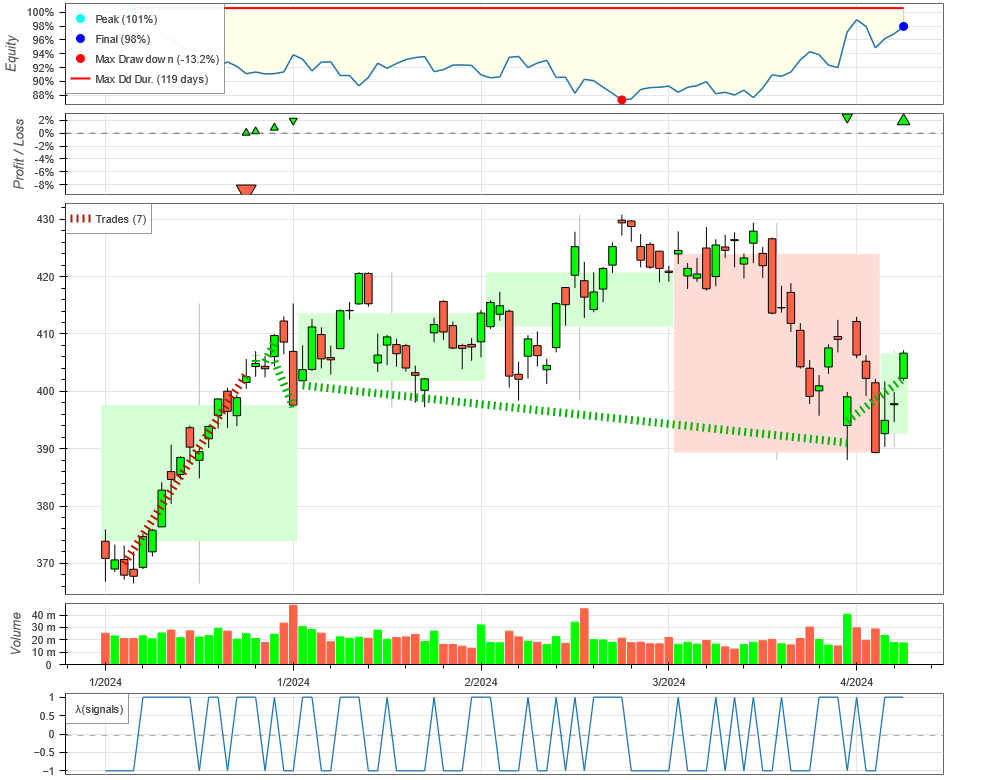 Equity
100%
98%
96%
94%
92%
90%
88%
Peak (101%)
Final (98%)
Max Drawdown (-13.2%)
Max Dd Dur. (119 days)
Profit / Loss
2%
0%
-2%
-4%
-6%
-8%
430
420
410
400
390
380
370
Trades (7)
Volume
40 m
30 m
20 m
10 m
0
1/2024
1/2024
2/2024
3/2024
4/2024
λ(signals)
1
0.5
0
−0.5
−1